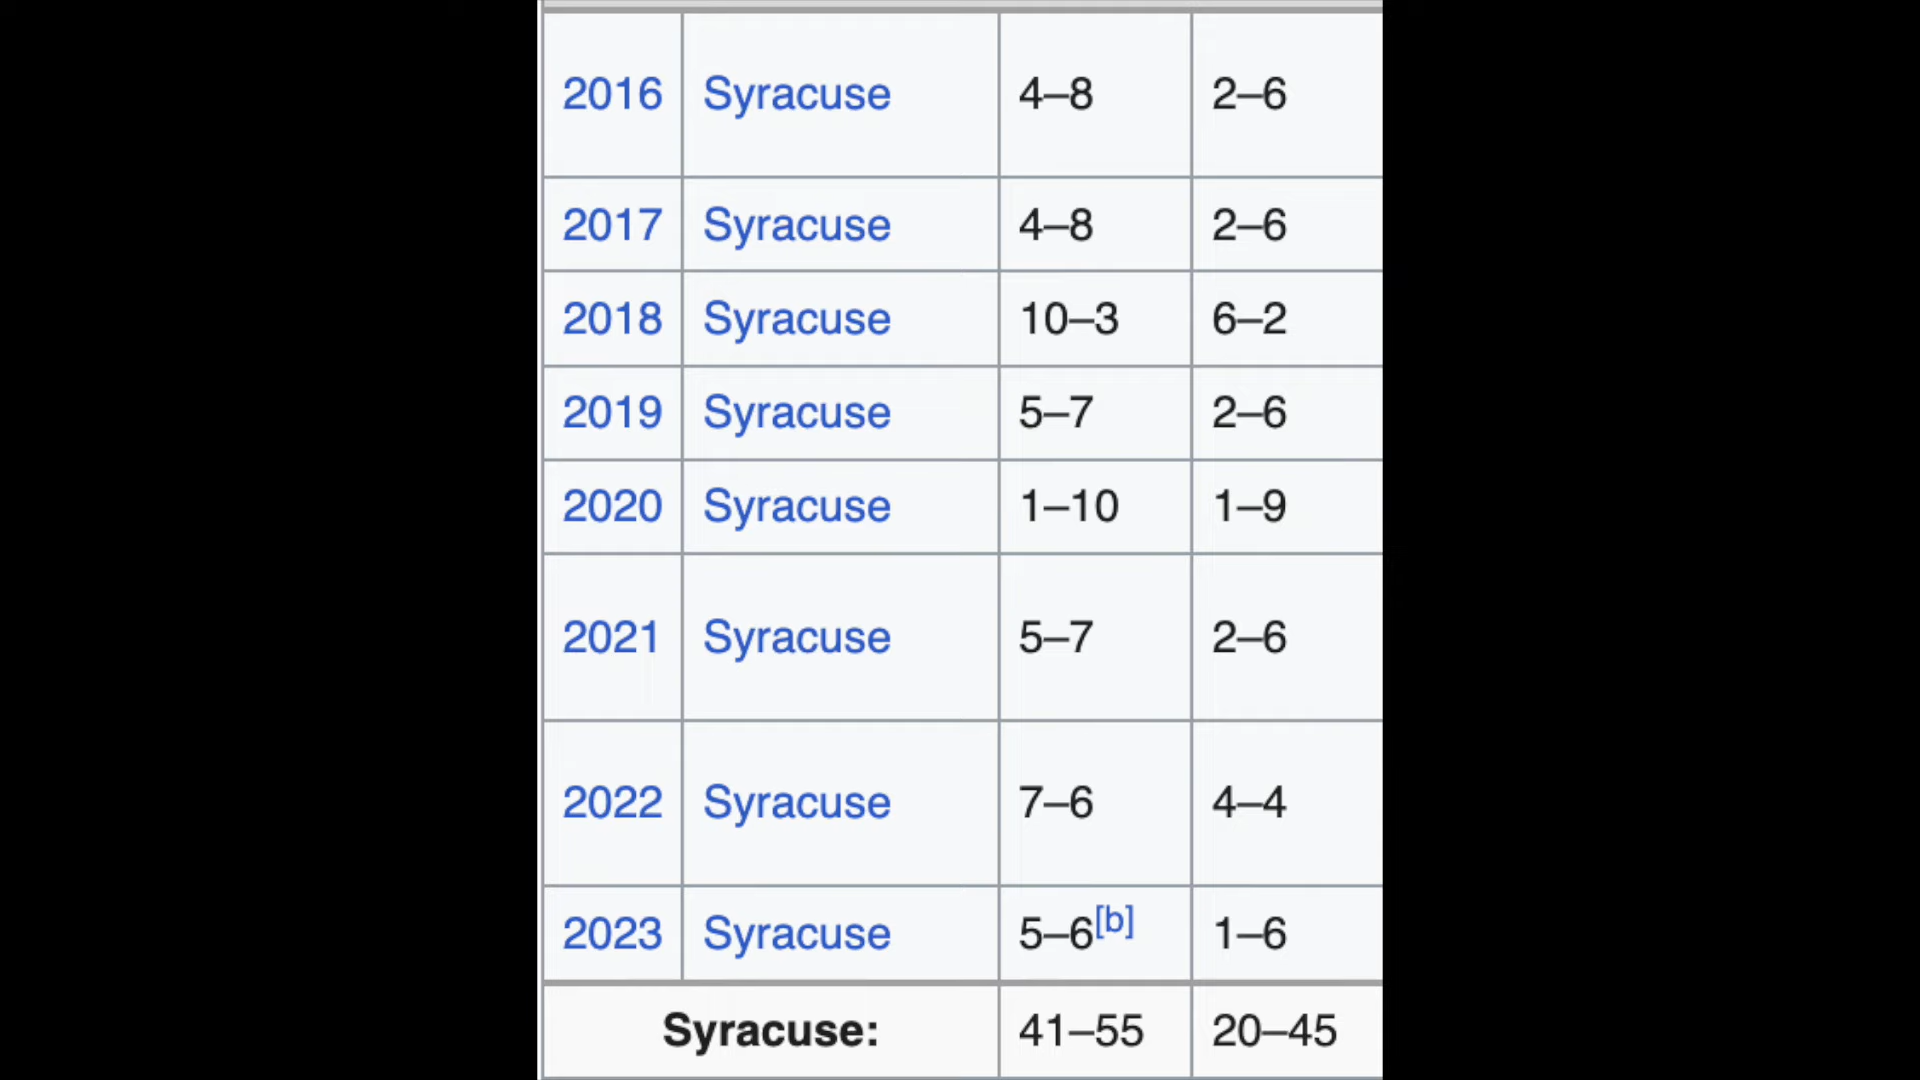 2016 Syracuse 4–8 2–6
2017 Syracuse 4–8 2–6
2018 Syracuse 10–3 6–2
2019 Syracuse 5–7 2–6
2020 Syracuse 1–10 1–9
2021 Syracuse 5–7 2–6
2022 Syracuse 7–6 4–4
2023 Syracuse 5–6[b] 1–6
Syracuse: 41–55 20–45